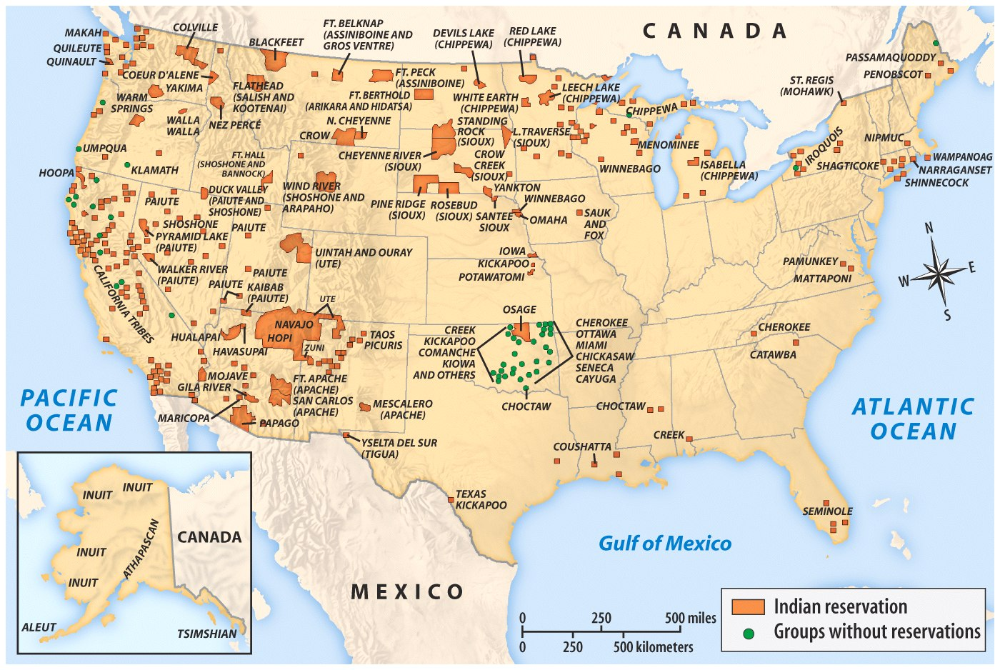 CANADA
MAKAH
QUILEUTE
QUINAULT
COLVILLE
BLACKFEET
FT. BELKNAP
(ASSINIBOINE AND
GROS VENTRE)
DEVILS LAKE
(CHIPPEWA)
RED LAKE
(CHIPPEWA)
COEUR D'ALENE
YAKIMA
WARM
SPRINGS
WALLA
WALLA
NEZ PERCÉ
FLATHEAD
(SALISH AND
KOOTENAI)
FT. PECK
(ASSINIBOINE)
FT. BERTHOLD
(ARIKARA AND HIDATSA)
N. CHEYENNE
CROW
WHITE EARTH
(CHIPPEWA)
LEECH LAKE
(CHIPPEWA)
STANDING
ROCK
(SIOUX)
L.TRAVERSE
(SIOUX)
CHEYENNE RIVER
(SIOUX)
CROW
CREEK
(SIOUX)
CHIPPEWA
MENOMINEE
WINNEBAGO
ISABELLA
(CHIPPEWA)
PASSAMAQUODDY
PENOBSCOT
ST. REGIS
(MOHAWK)
IROQUOIS
NIPMUC
SHAGTICOKE
WAMPANOAG
NARRAGANSET
SHINNECOCK
UMPQUA
KLAMATH
HOOPA
FT. HALL
(SHOSHONE AND
BANNOCK)
DUCK VALLEY
(PAIUTE AND
SHOSHONE)
PAIUTE
WIND RIVER
(SHOSHONE AND
ARAPAHO)
PINE RIDGE
(SIOUX)
ROSEBUD
(SIOUX)
YANKTON
SANTEE
SIOUX
WINNEBAGO
OMAHA
SAUK
AND
FOX
SHOSHONE
PAIUTE
PYRAMID LAKE
(PAIUTE)
WALKER RIVER
(PAIUTE)
UINTAH AND OURAY
(UTE)
IOWA
KICKAPOO
POTAWATOMI
PAMUNKEY
MATTAPONI
CALIFORNIA TRIBES
PAIUTE
PAIUTE
KAIBAB
(PAIUTE)
UTE
NAVAJO
HOPI
ZUNI
HUALAPAI
HAVASUPAI
TAOS
PICURIS
OSAGE
CREEK
KICKAPOO
COMANCHE
KIOWA
AND OTHERS
CHEROKEE
OTTAWA
MIAMI
CHICKASAW
SENECA
CAYUGA
CHOCTAW
CHEROKEE
CATAWBA
MOJAVE
GILA RIVER
MARICOPA
PAPAGO
FT. APACHE
(APACHE)
SAN CARLOS
(APACHE)
MESCALERO
(APACHE)
YSELTA DEL SUR
(TIGUA)
TEXAS
KICKAPOO
CHOCTAW
CREEK
COUSHATTA
SEMINOLE
PACIFIC
OCEAN
ATLANTIC
OCEAN
Gulf of Mexico
MEXICO
N
W
E
S
INUIT
INUIT
INUIT
INUIT
ATHAPASCAN
CANADA
ALEUT
TSIMSHIAN
0 250 500 miles
0 250 500 kilometers
Indian reservation
Groups without reservations